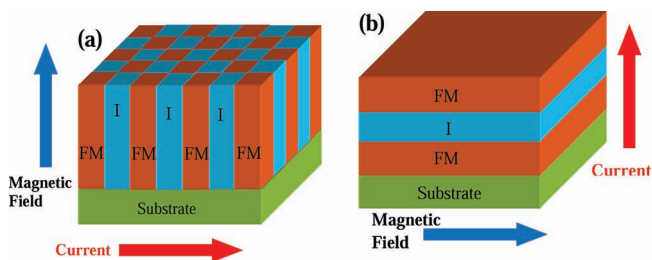 (a)
I I I
FM FM FM FM
Substrate
Magnetic
Field
Current
(b)
FM
I
FM
Substrate
Current
Magnetic
Field